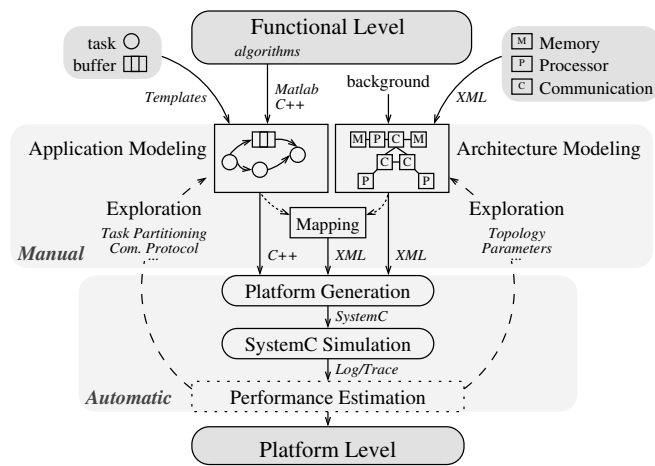 Functional Level
algorithms
task
buffer
M Memory
P Processor
C Communication
Templates
Matlab
C++
background
XML
Application Modeling
M P C M
C C
P P
Architecture Modeling
Exploration
Task Partitioning
Com. Protocol
...
Mapping
Exploration
Topology
Parameters
...
Manual
C++
XML
XML
Platform Generation
SystemC
SystemC Simulation
Log/Trace
Automatic
Performance Estimation
Platform Level